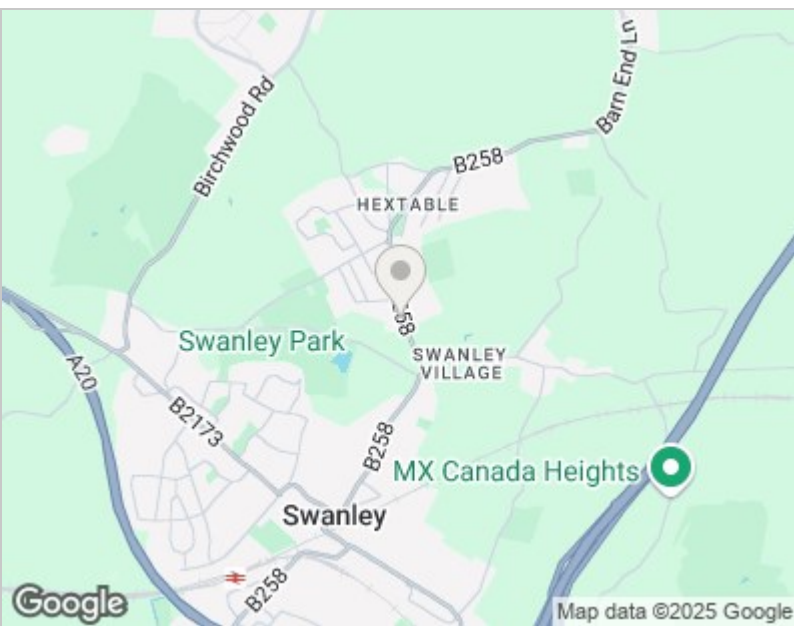 Barn End Ln
Birchwood Rd
B258
HEXTABLE
258
Swanley Park
SWANLEY
VILLAGE
A20
B2173
B258
MX Canada Heights
Swanley
B258
Google
Map data ©2025 Google